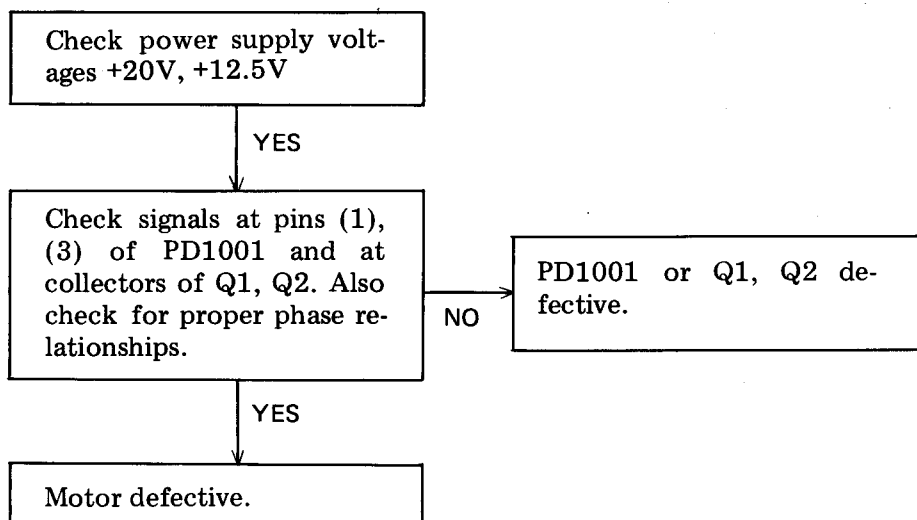 Check power supply volt-
ages +20V, +12.5V
YES
Check signals at pins (1),
(3) of PD1001 and at
collectors of Q1, Q2. Also
check for proper phase re-
lationships.
NO
PD1001 or Q1, Q2 de-
fective.
YES
Motor defective.